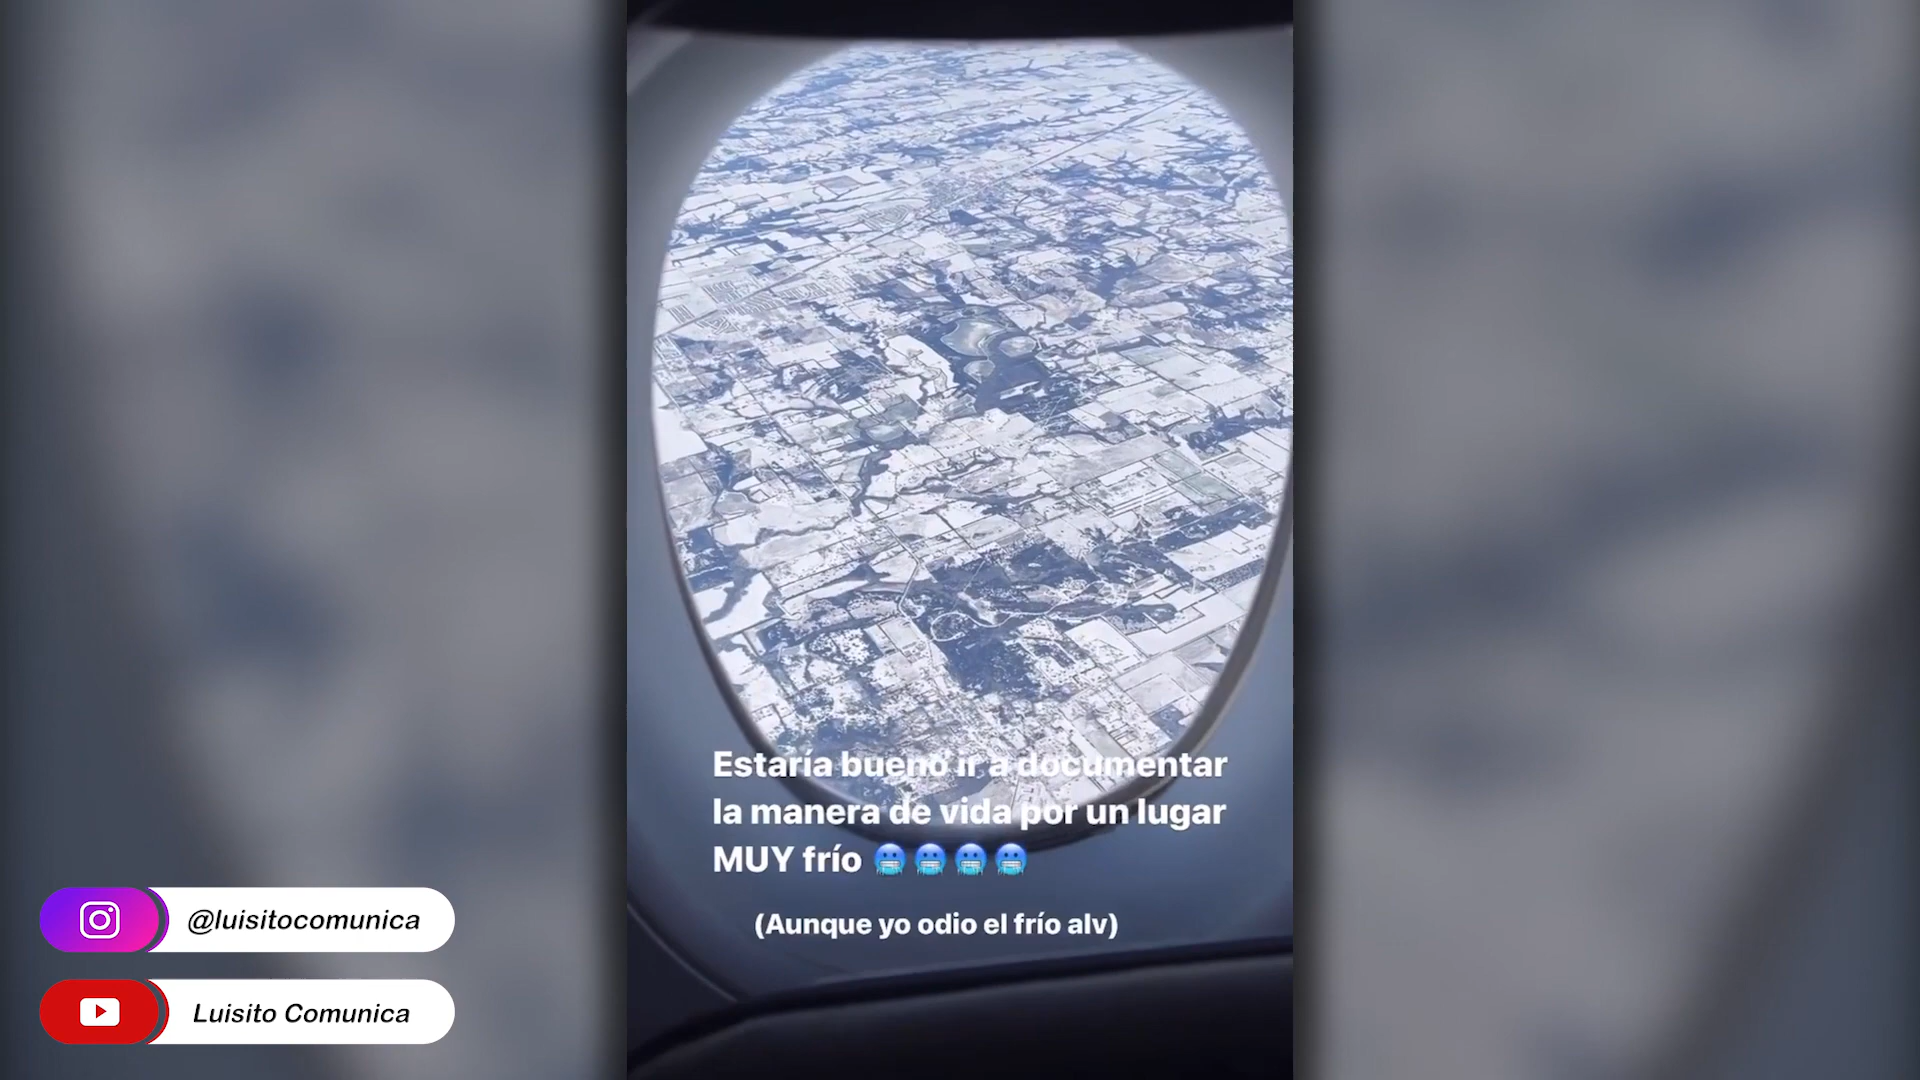 Estaría bueno ir a documentar
la manera de vida por un lugar
MUY frío 🥶🥶🥶🥶
(Aunque yo odio el frío alv)
@luisitocomunica
Luisito Comunica